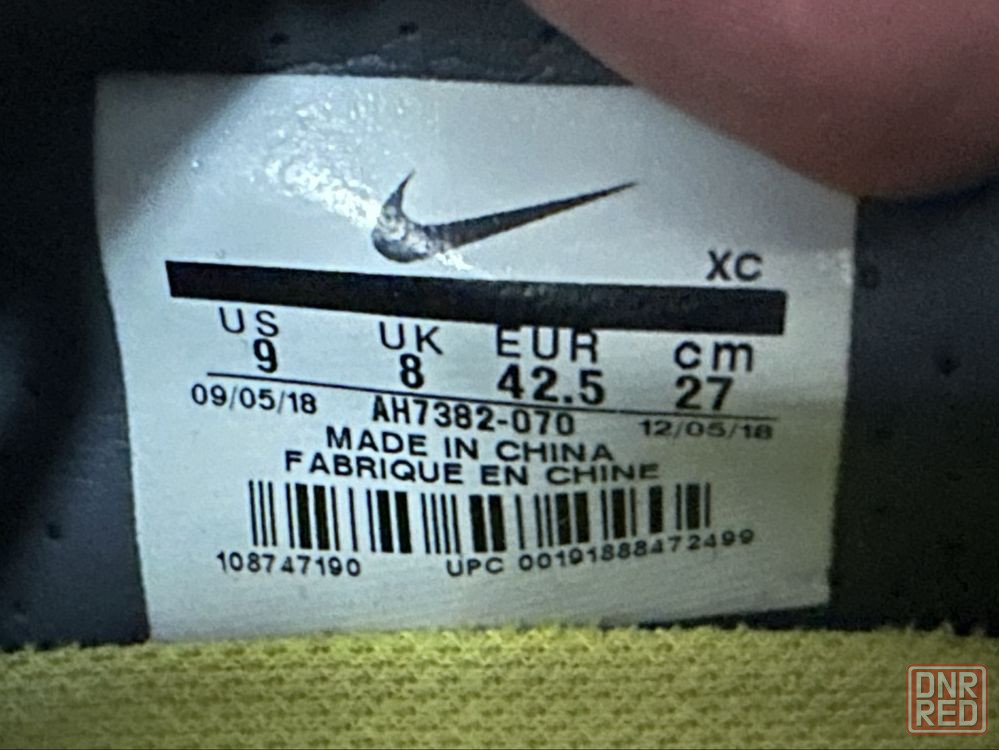 XC
US UK EUR cm
9 8 42.5 27
09/05/18 AH7382-070 12/05/18
MADE IN CHINA
FABRIQUE EN CHINE
108747190 UPC 00191888472499
DNR
RED